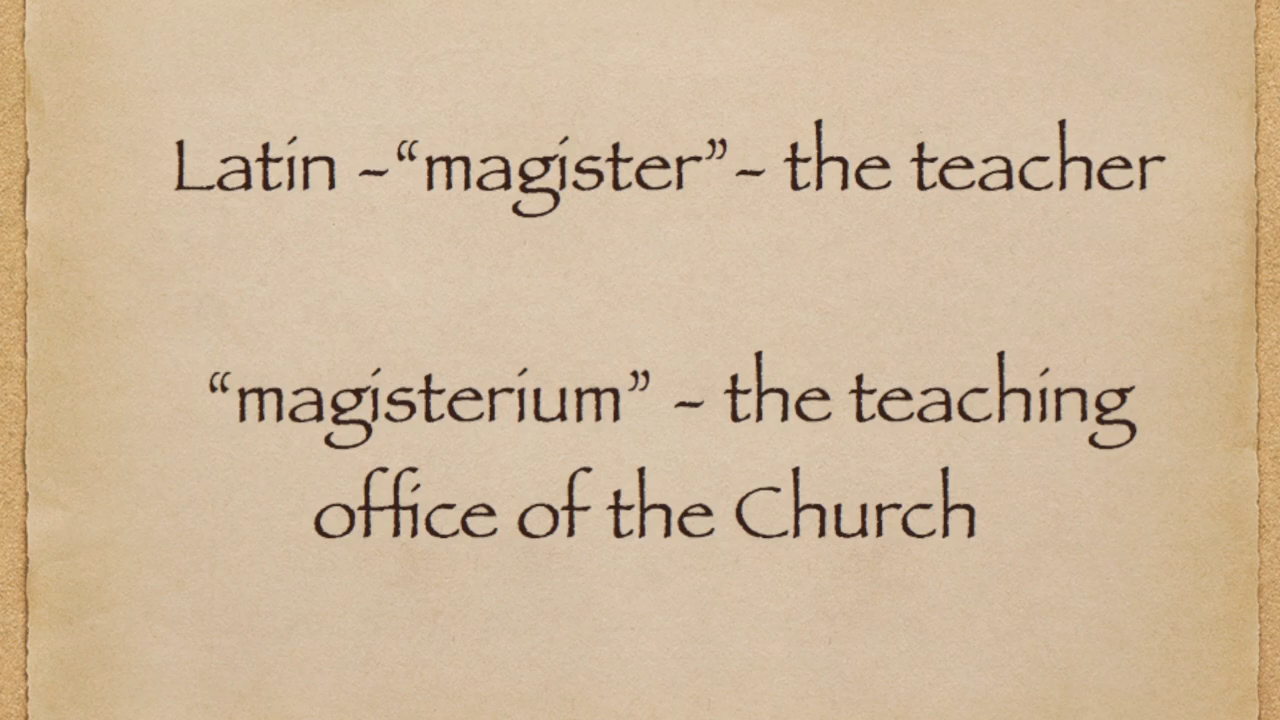 Latin -“magister”- the teacher
“magisterium” - the teaching
office of the Church